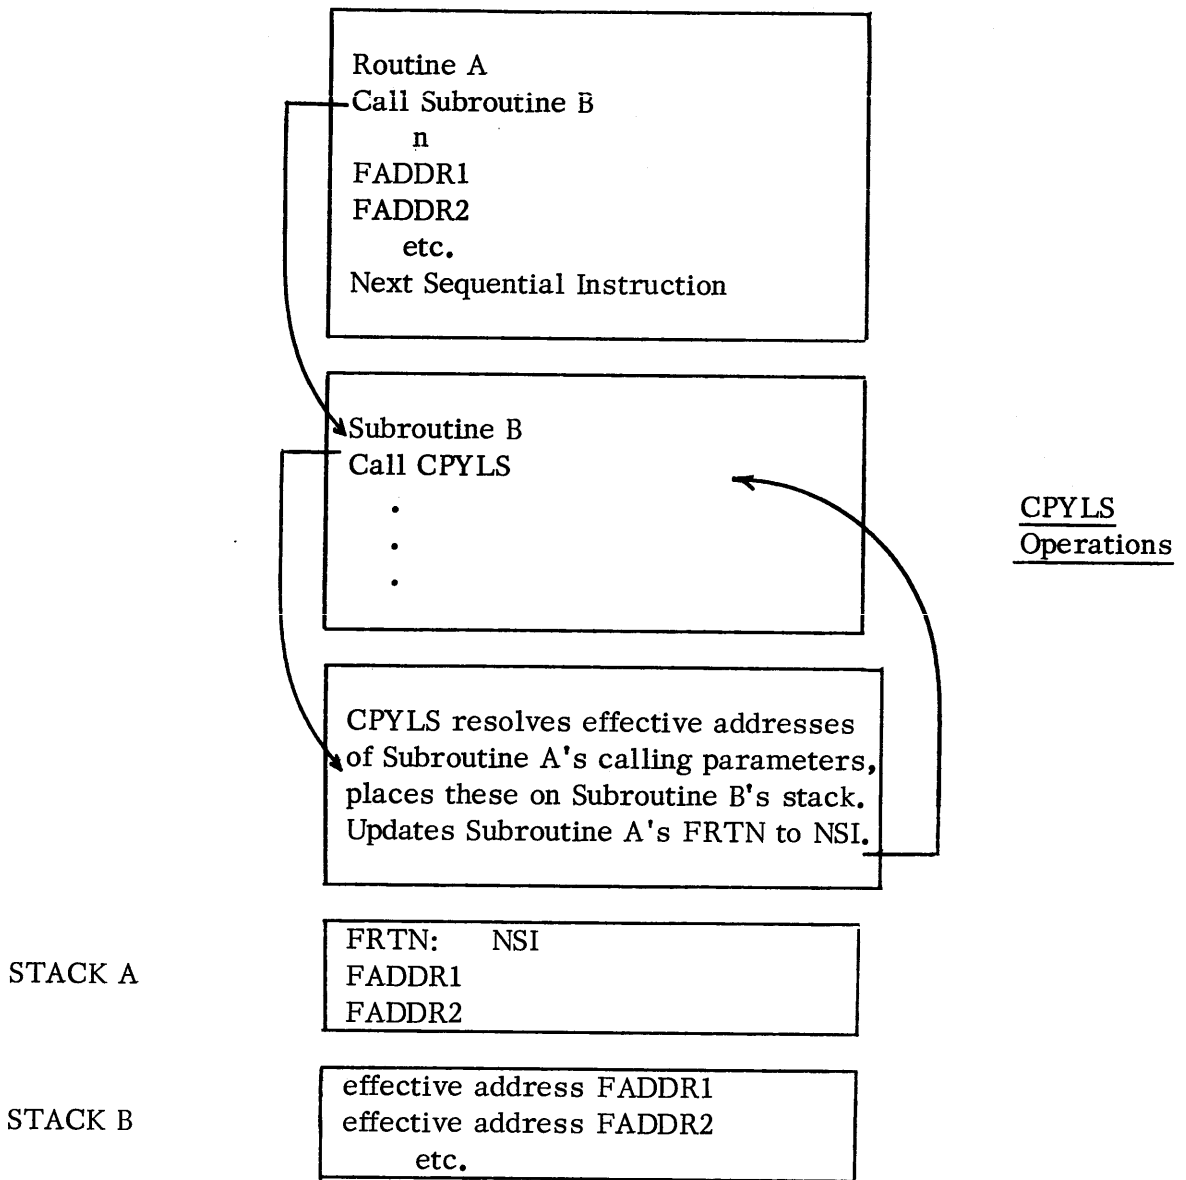 Routine A
Call Subroutine B
n
FADDR1
FADDR2
etc.
Next Sequential Instruction
Subroutine B
Call CPYLS
.
.
.
CPYLS
Operations
CPYLS resolves effective addresses
of Subroutine A's calling parameters,
places these on Subroutine B's stack.
Updates Subroutine A's FRTN to NSI.
STACK A
FRTN: NSI
FADDR1
FADDR2
STACK B
effective address FADDR1
effective address FADDR2
etc.